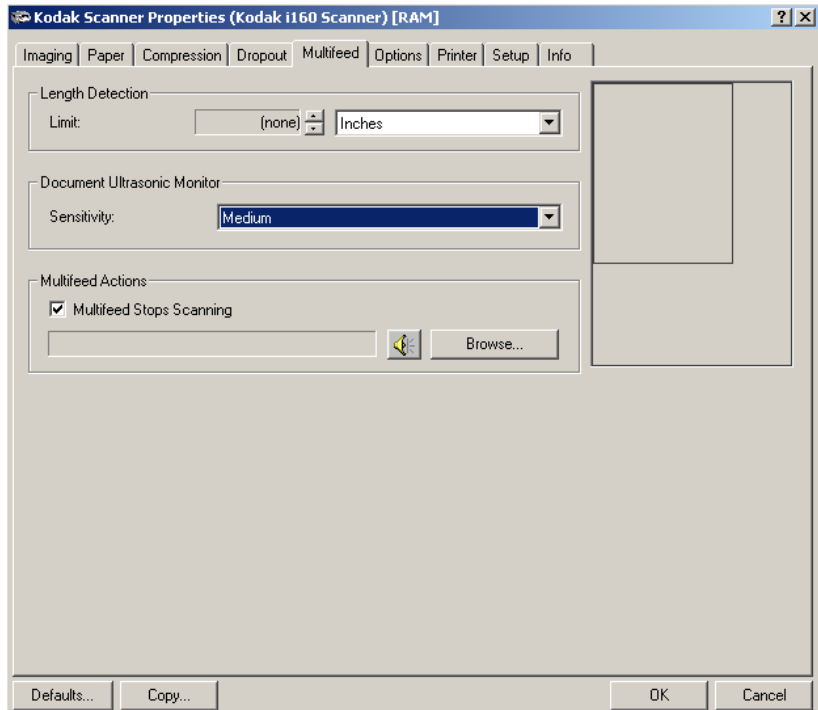 Kodak Scanner Properties (Kodak i160 Scanner) [RAM]
Imaging Paper Compression Dropout Multifeed Options Printer Setup Info
Length Detection
Limit: (none) Inches
Document Ultrasonic Monitor
Sensitivity: Medium
Multifeed Actions
Multifeed Stops Scanning
Browse...
Defaults... Copy... OK Cancel